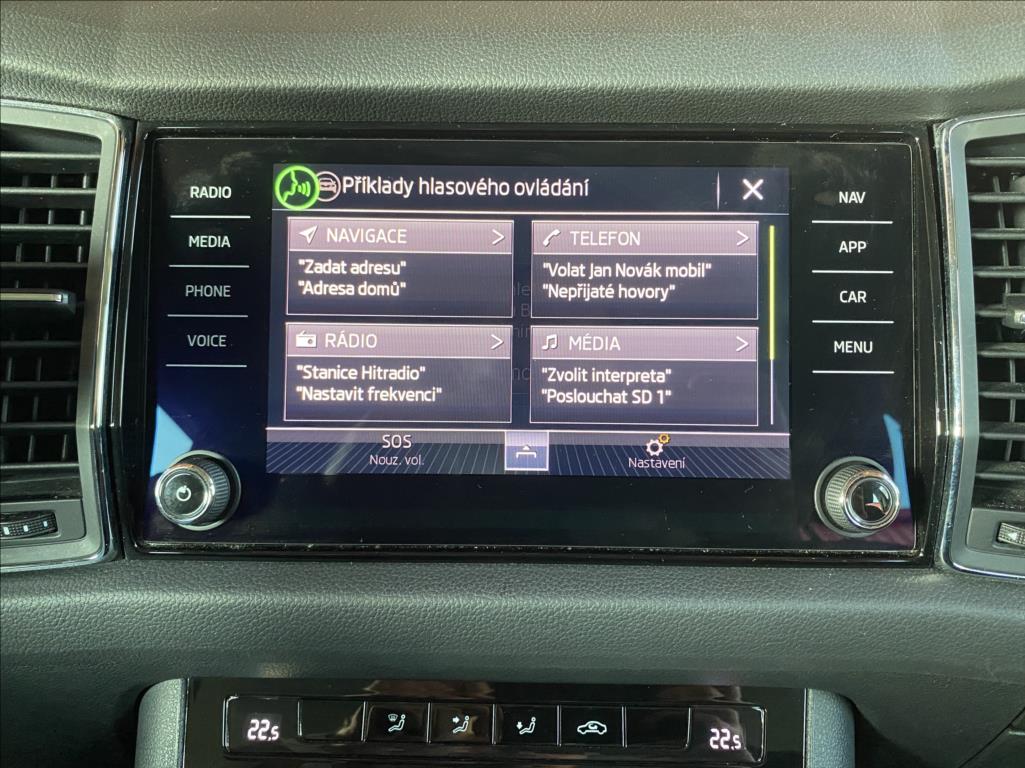 RADIO
MEDIA
PHONE
VOICE
Příklady hlasového ovládání
NAVIGACE
"Zadat adresu"
"Adresa domů"
TELEFON
"Volat Jan Novák mobil"
"Nepřijaté hovory"
RÁDIO
"Stanice Hitradio"
"Nastavit frekvenci"
MÉDIA
"Zvolit interpreta"
"Poslouchat SD 1"
SOS
Nouz. vol.
Nastavení
NAV
APP
CAR
MENU
22.5
22.5